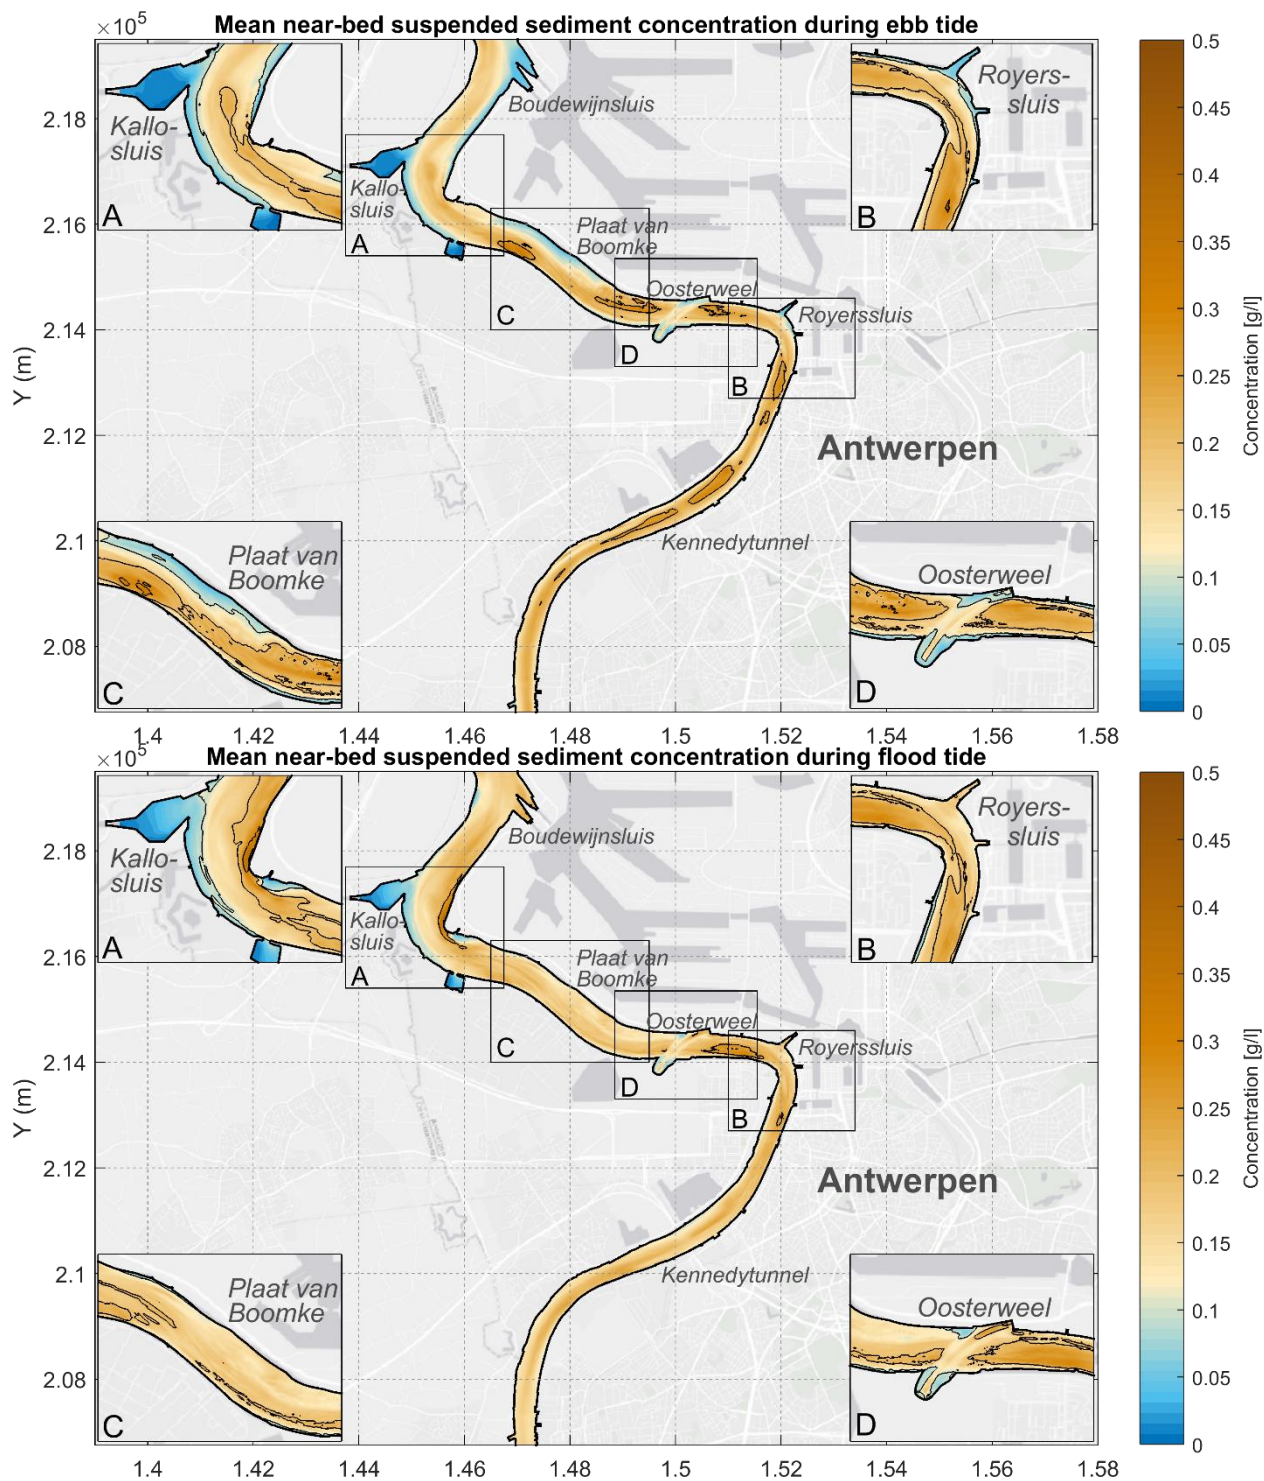 ×10⁵
Mean near-bed suspended sediment concentration during ebb tide
Y (m)
2.18
2.16
2.14
2.12
2.1
2.08
1.4
1.42
1.44
1.46
1.48
1.5
1.52
1.54
1.56
1.58
Kallo-
sluis
A
Boudewijnsluis
Kallo-
sluis
A
Plaat van
Boomke
C
Oosterweel
D
Royerssluis
B
Royers-
sluis
B
Antwerpen
Kennedytunnel
Plaat van
Boomke
C
Oosterweel
D
0.5
0.45
0.4
0.35
0.3
0.25
0.2
0.15
0.1
0.05
0
Concentration [g/l]
×10⁵
Mean near-bed suspended sediment concentration during flood tide
Y (m)
2.18
2.16
2.14
2.12
2.1
2.08
1.4
1.42
1.44
1.46
1.48
1.5
1.52
1.54
1.56
1.58
Kallo-
sluis
A
Boudewijnsluis
Kallo-
sluis
A
Plaat van
Boomke
C
Oosterweel
D
Royerssluis
B
Royers-
sluis
B
Antwerpen
Kennedytunnel
Plaat van
Boomke
C
Oosterweel
D
0.5
0.45
0.4
0.35
0.3
0.25
0.2
0.15
0.1
0.05
0
Concentration [g/l]